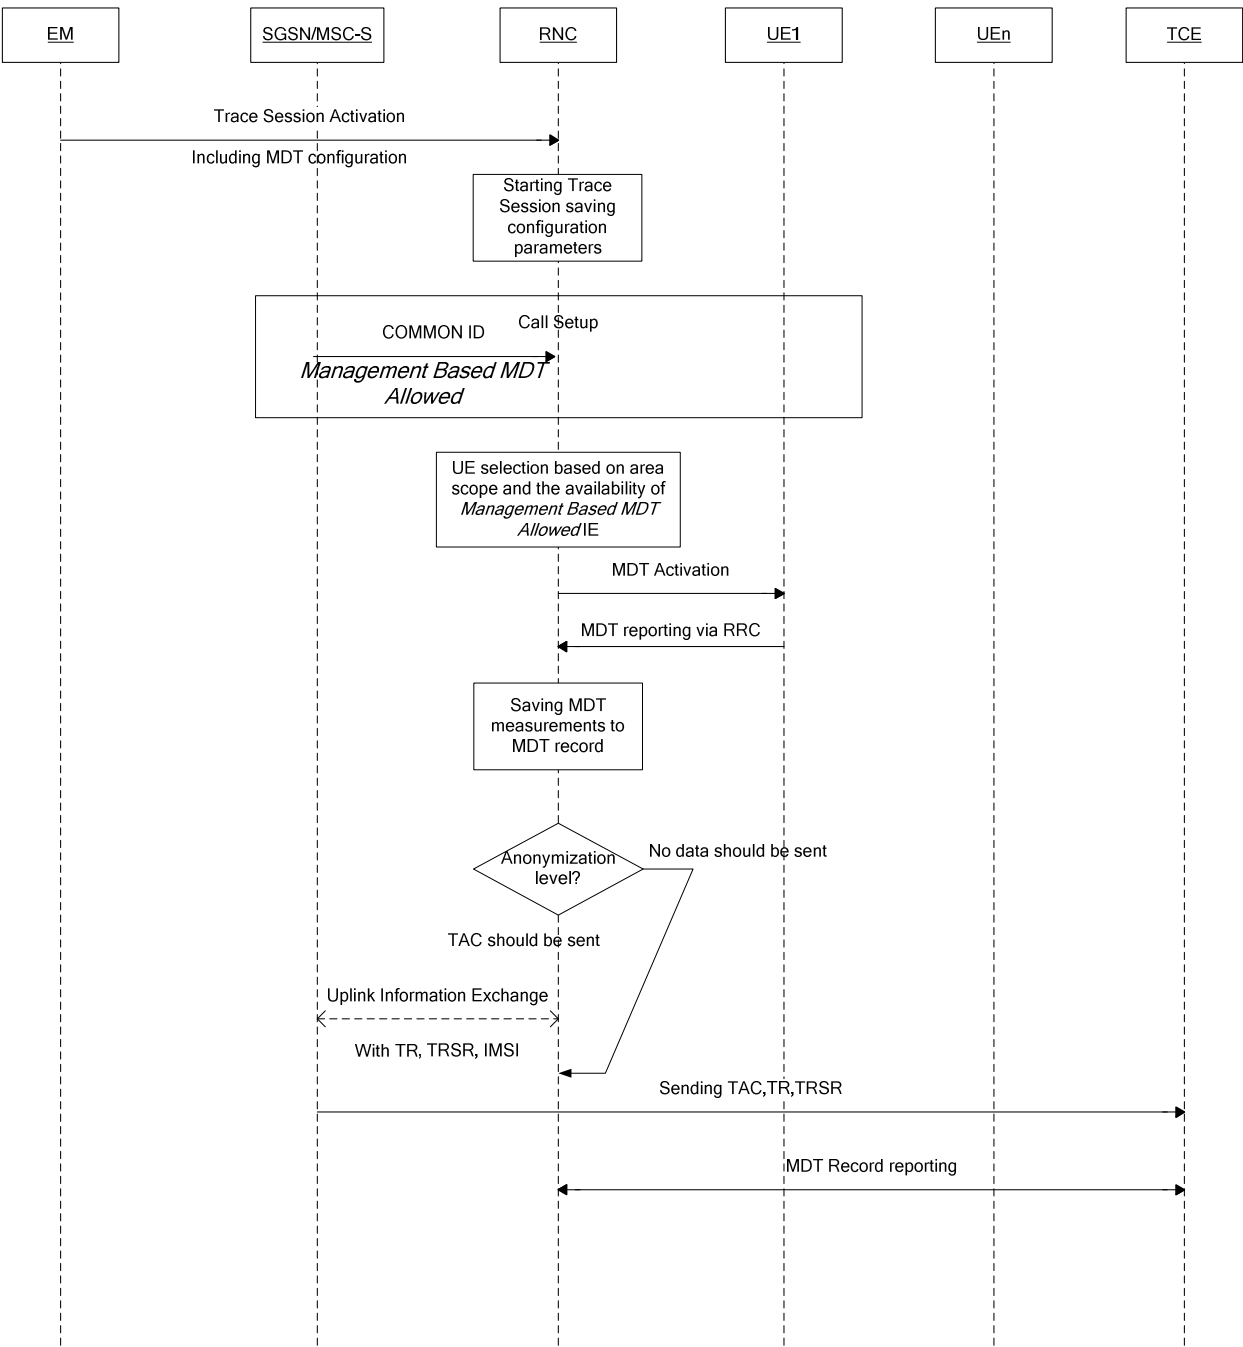 EM
SGSN/MSC-S
RNC
UE1
UEn
TCE
Trace Session Activation
Including MDT configuration
Starting Trace
Session saving
configuration
parameters
Call Setup
COMMON ID
Management Based MDT
Allowed
UE selection based on area
scope and the availability of
Management Based MDT
Allowed IE
MDT Activation
MDT reporting via RRC
Saving MDT
measurements to
MDT record
Anonymization
level?
No data should be sent
TAC should be sent
Uplink Information Exchange
With TR, TRSR, IMSI
Sending TAC,TR,TRSR
MDT Record reporting